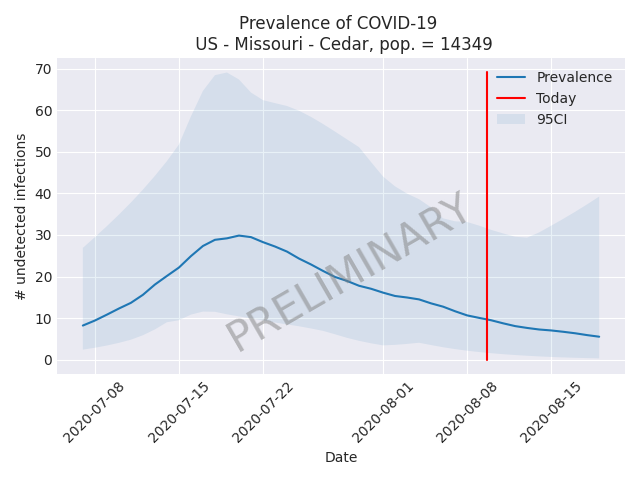 Prevalence of COVID-19
US - Missouri - Cedar, pop. = 14349
# undetected infections
70
60
50
40
30
20
10
0
Prevalence
Today
95CI
PRELIMINARY
2020-07-08
2020-07-15
2020-07-22
2020-08-01
2020-08-08
2020-08-15
Date